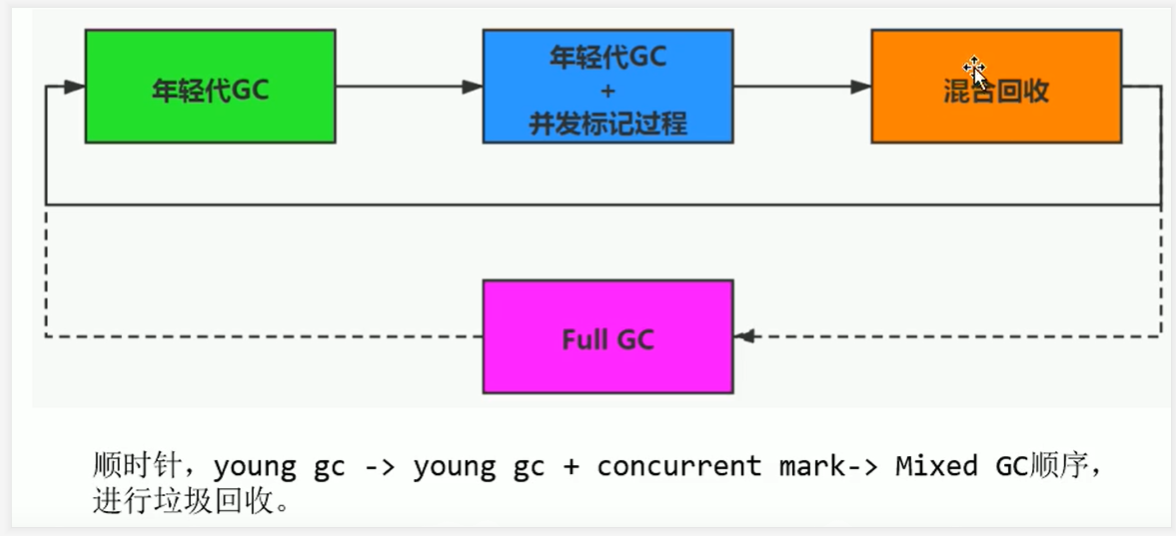 年轻代GC
年轻代GC
+
并发标记过程
混合回收
Full GC
顺时针，young gc -> young gc + concurrent mark-> Mixed GC顺序，
进行垃圾回收。